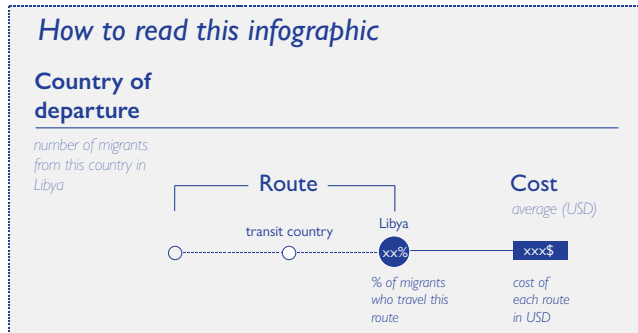 How to read this infographic
Country of
departure
number of migrants
from this country in
Libya
Route
Cost
average (USD)
transit country
Libya
xx%
xxx$
% of migrants
who travel this
route
cost of
each route
in USD